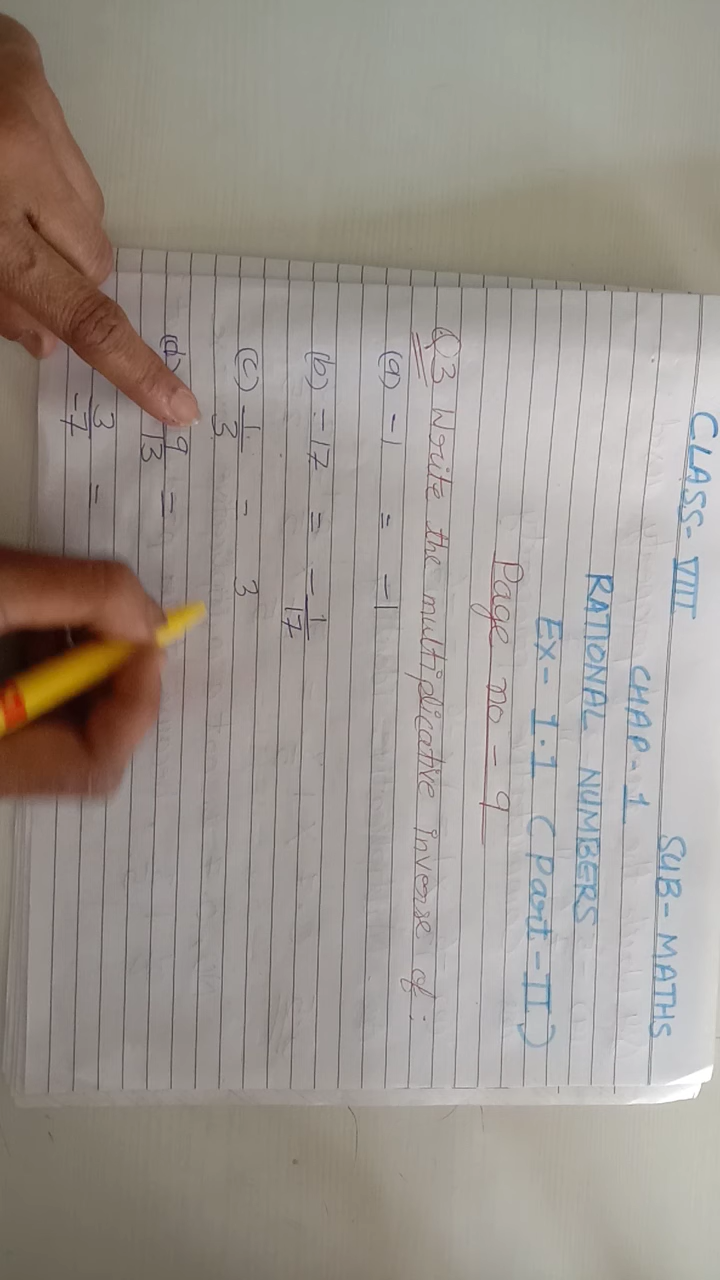 CLASS- VIII SUB- MATHS
CHAP- 1
RATIONAL NUMBERS
EX- 1.1 ( Part - II )
Page no - 9
Q3 Write the multiplicative inverse of :
(a) -1 = -1
(b) -17 = -1/17
(c) 1/3 = 3
(d) 9/13 =
3/-7 =